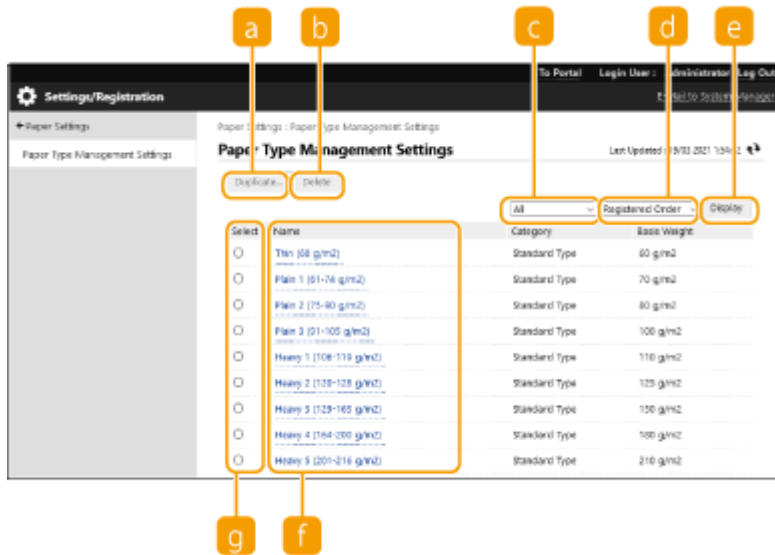 a b c d e
To Portal Login User : Administrator Log Out
Settings/Registration E-Mail to System Manager
Paper Settings Paper Settings : Paper Type Management Settings
Paper Type Management Settings Paper Type Management Settings Last Updated : 19/03 2021
Duplicate... Delete
All Registered Order Display
Select Name Category Basis Weight
Thin (60 g/m2) Standard Type 60 g/m2
Plain 1 (61-74 g/m2) Standard Type 70 g/m2
Plain 2 (75-90 g/m2) Standard Type 80 g/m2
Plain 3 (91-105 g/m2) Standard Type 100 g/m2
Heavy 1 (106-119 g/m2) Standard Type 110 g/m2
Heavy 2 (120-128 g/m2) Standard Type 125 g/m2
Heavy 3 (129-163 g/m2) Standard Type 150 g/m2
Heavy 4 (164-200 g/m2) Standard Type 180 g/m2
Heavy 5 (201-216 g/m2) Standard Type 210 g/m2
g f